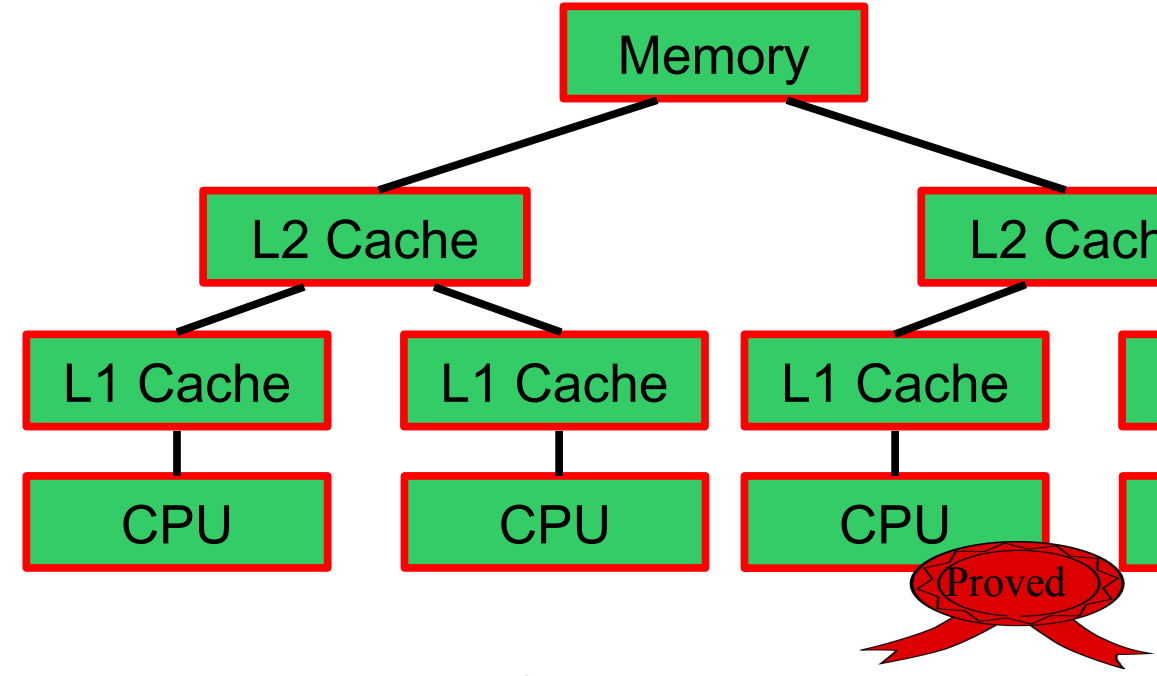 Memory
L2 Cache
L2 Cach
L1 Cache
L1 Cache
L1 Cache
CPU
CPU
CPU
Proved